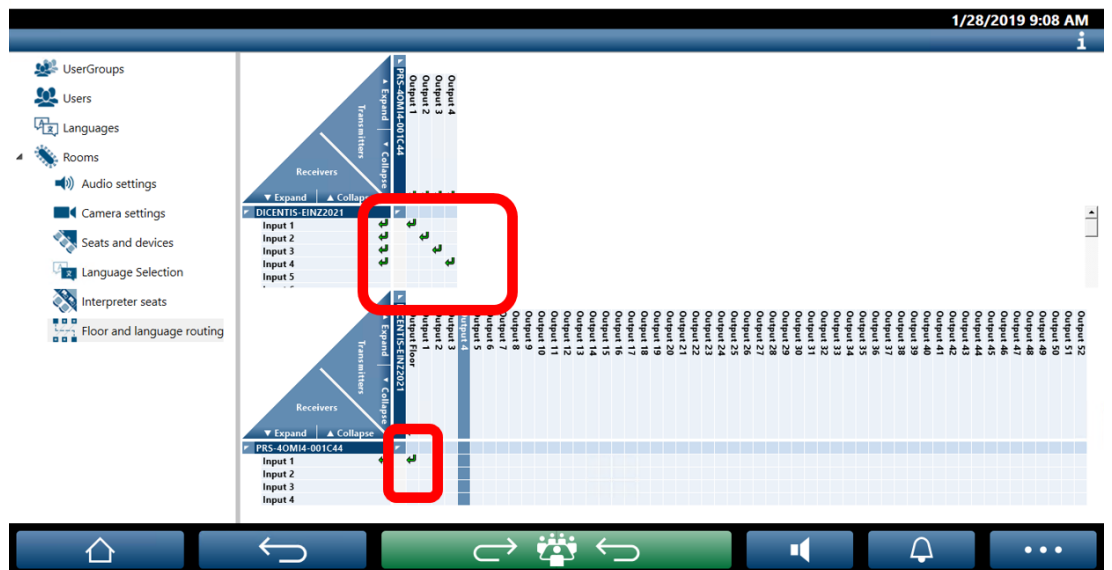 1/28/2019 9:08 AM
i
UserGroups
Users
Languages
Rooms
Audio settings
Camera settings
Seats and devices
Language Selection
Interpreter seats
Floor and language routing
PRS-4OMI4-001C44
Output 1
Output 2
Output 3
Output 4
▲ Expand
▼ Collapse
Transmitters
Receivers
▼ Expand
▲ Collapse
DICENTIS-EINZ2021
Input 1
Input 2
Input 3
Input 4
Input 5
Output Floor
Output 1
Output 2
Output 3
Output 4
Output 5
Output 6
Output 7
Output 8
Output 9
Output 10
Output 11
Output 12
Output 13
Output 14
Output 15
Output 16
Output 17
Output 18
Output 19
Output 20
Output 21
Output 22
Output 23
Output 24
Output 25
Output 26
Output 27
Output 28
Output 29
Output 30
Output 31
Output 32
Output 33
Output 34
Output 35
Output 36
Output 37
Output 38
Output 39
Output 40
Output 41
Output 42
Output 43
Output 44
Output 45
Output 46
Output 47
Output 48
Output 49
Output 50
Output 51
Output 52
▲ Expand
▼ Collapse
Transmitters
Receivers
▼ Expand
▲ Collapse
PRS-4OMI4-001C44
Input 1
Input 2
Input 3
Input 4